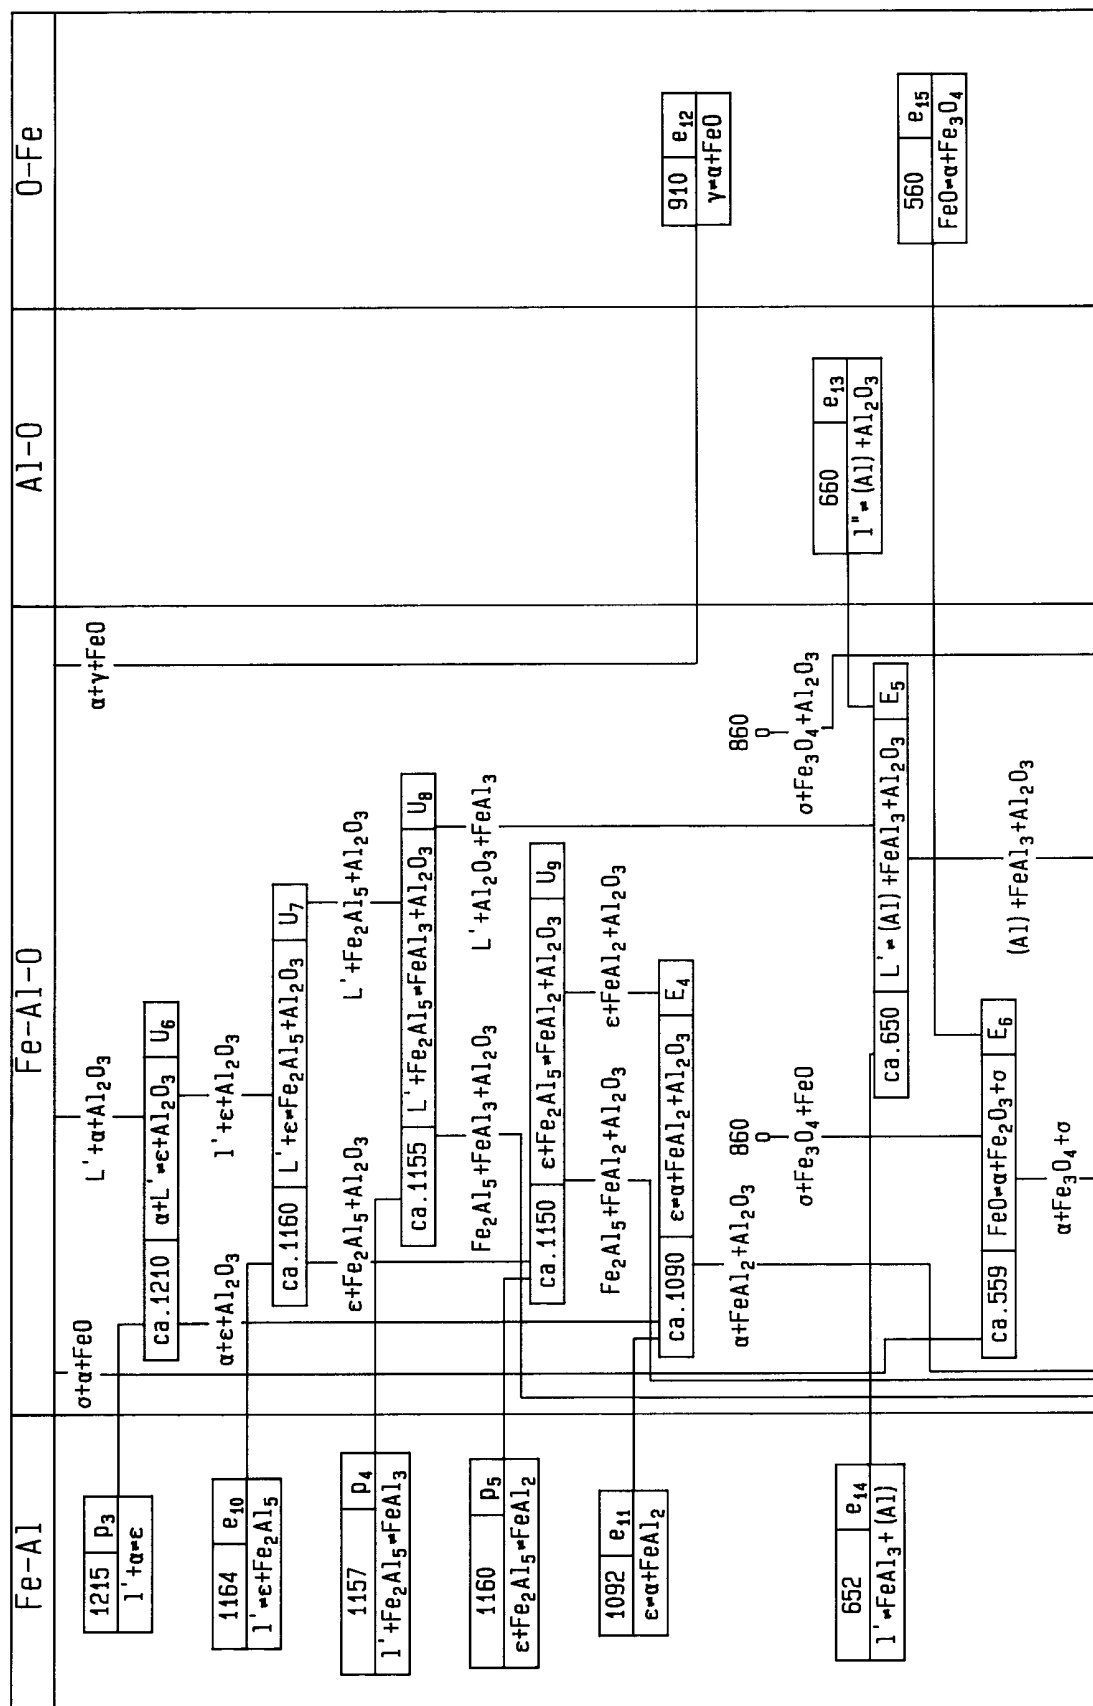 Fe-Al
Fe-Al-O
Al-O
O-Fe
σ+α+FeO
L'+α+Al₂O₃
α+γ+FeO
1215 p₃
l'+α⇌ε
ca.1210 α+L'⇌ε+Al₂O₃ U₆
α+ε+Al₂O₃
l'+ε+Al₂O₃
1164 e₁₀
l'⇌ε+Fe₂Al₅
ca.1160 L'+ε⇌Fe₂Al₅+Al₂O₃ U₇
ε+Fe₂Al₅+Al₂O₃
L'+Fe₂Al₅+Al₂O₃
1157 p₄
l'+Fe₂Al₅⇌FeAl₃
ca.1155 L'+Fe₂Al₅⇌FeAl₃+Al₂O₃ U₈
Fe₂Al₅+FeAl₃+Al₂O₃
L'+Al₂O₃+FeAl₃
1160 p₅
ε+Fe₂Al₅⇌FeAl₂
ca.1150 ε+Fe₂Al₅⇌FeAl₂+Al₂O₃ U₉
Fe₂Al₅+FeAl₂+Al₂O₃
ε+FeAl₂+Al₂O₃
1092 e₁₁
ε⇌α+FeAl₂
ca.1090 ε⇌α+FeAl₂+Al₂O₃ E₄
910 e₁₂
γ⇌α+FeO
α+FeAl₂+Al₂O₃
860
σ+Fe₃O₄+FeO
860
σ+Fe₃O₄+Al₂O₃
660 e₁₃
l"⇌(Al)+Al₂O₃
652 e₁₄
l'⇌FeAl₃+(Al)
ca.650 L'⇌(Al)+FeAl₃+Al₂O₃ E₅
560 e₁₅
FeO⇌α+Fe₃O₄
ca.559 FeO⇌α+Fe₂O₃+σ E₆
(Al)+FeAl₃+Al₂O₃
α+Fe₃O₄+σ